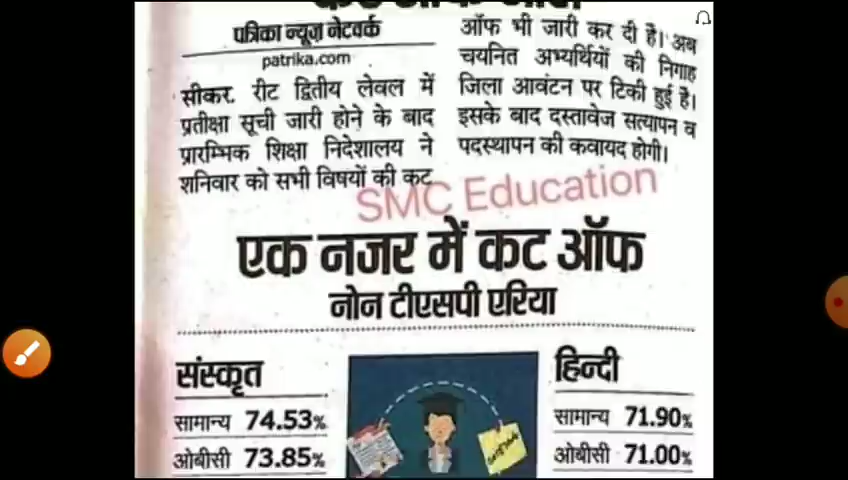 पत्रिका न्यूज़ नेटवर्क
patrika.com
सीकर. रीट द्वितीय लेवल में
प्रतीक्षा सूची जारी होने के बाद
प्रारम्भिक शिक्षा निदेशालय ने
शनिवार को सभी विषयों की कट
ऑफ भी जारी कर दी है। अब
चयनित अभ्यर्थियों की निगाह
जिला आवंटन पर टिकी हुई है।
इसके बाद दस्तावेज सत्यापन व
पदस्थापन की कवायद होगी।
SMC Education
एक नजर में कट ऑफ
नोन टीएसपी एरिया
संस्कृत
सामान्य 74.53%
ओबीसी 73.85%
हिन्दी
सामान्य 71.90%
ओबीसी 71.00%